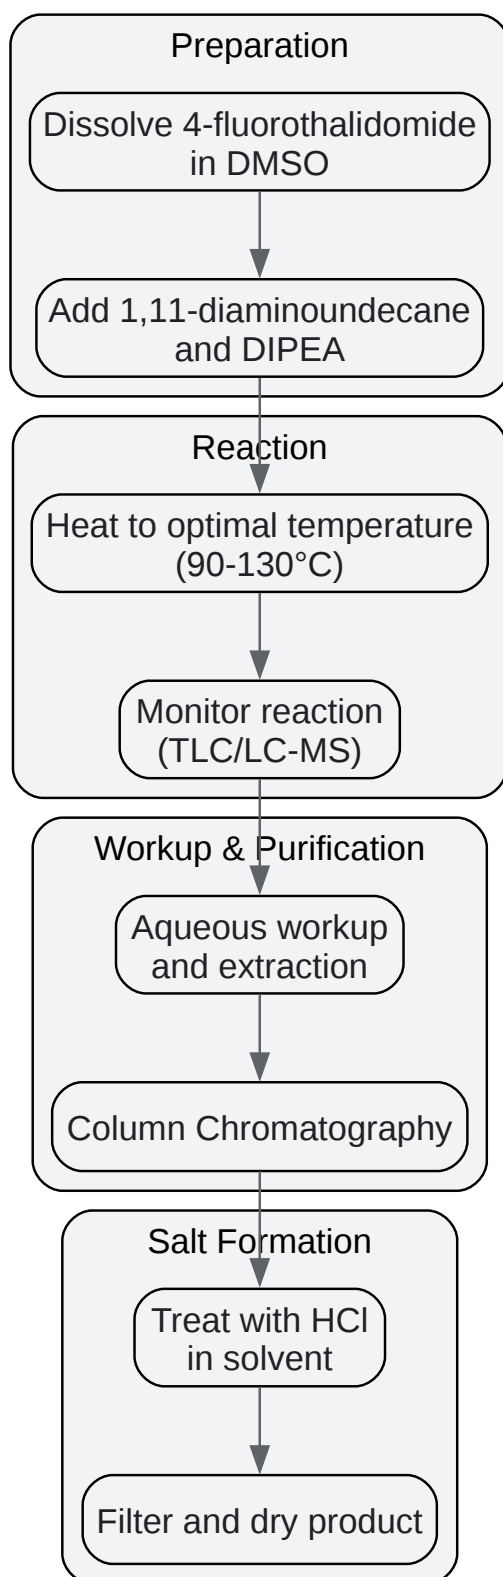 Preparation
Dissolve 4-fluorothalidomide
in DMSO
Add 1,11-diaminoundecane
and DIPEA
Reaction
Heat to optimal temperature
(90-130°C)
Monitor reaction
(TLC/LC-MS)
Workup & Purification
Aqueous workup
and extraction
Column Chromatography
Salt Formation
Treat with HCl
in solvent
Filter and dry product